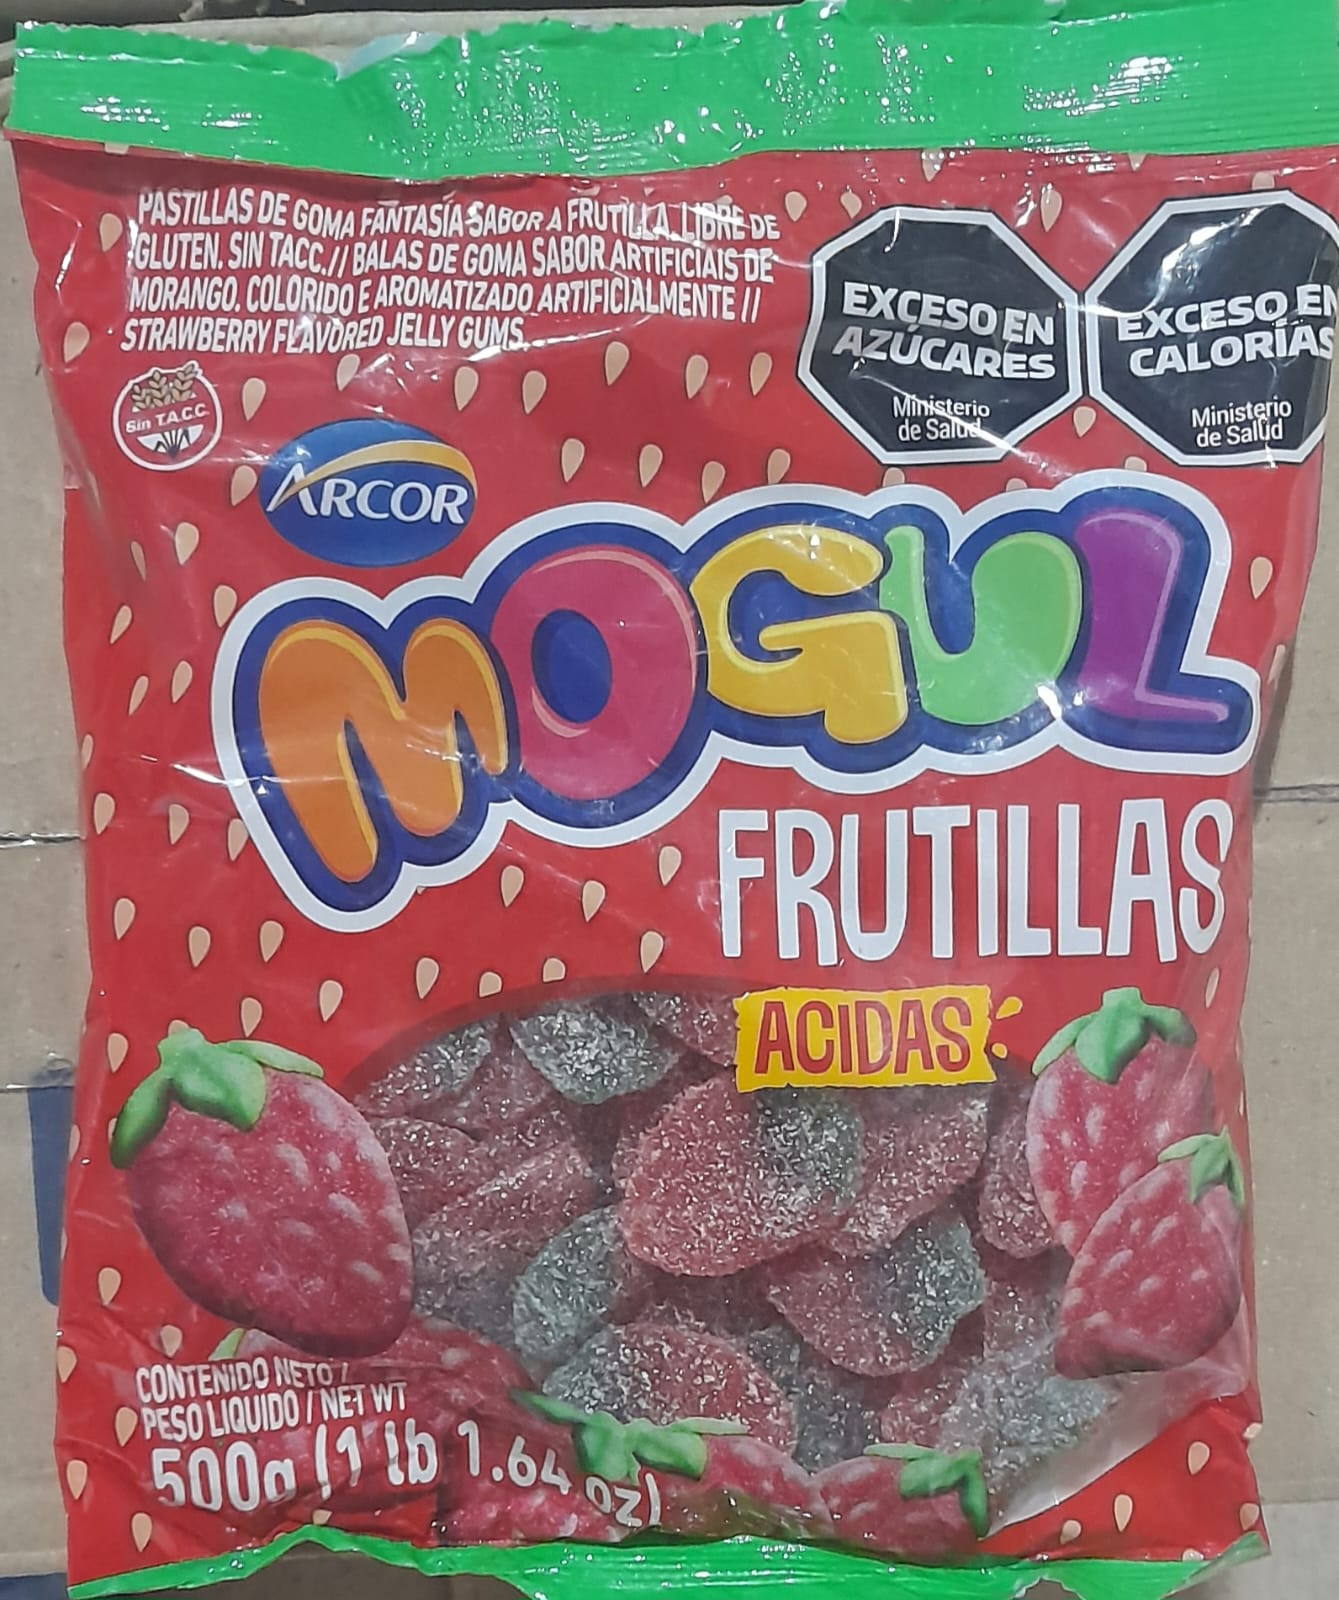 PASTILLAS DE GOMA FANTASÍA SABOR A FRUTILLA. LIBRE DE
GLUTEN. SIN TACC. // BALAS DE GOMA SABOR ARTIFICIAIS DE
MORANGO. COLORIDO E AROMATIZADO ARTIFICIALMENTE //
STRAWBERRY FLAVORED JELLY GUMS.
EXCESO EN
AZÚCARES
Ministerio
de Salud
EXCESO EN
CALORÍAS
Ministerio
de Salud
Sin T.A.C.C.
ARCOR
MOGUL
FRUTILLAS
ACIDAS
CONTENIDO NETO /
PESO LIQUIDO / NET WT
500g (1 lb 1.64 oz)